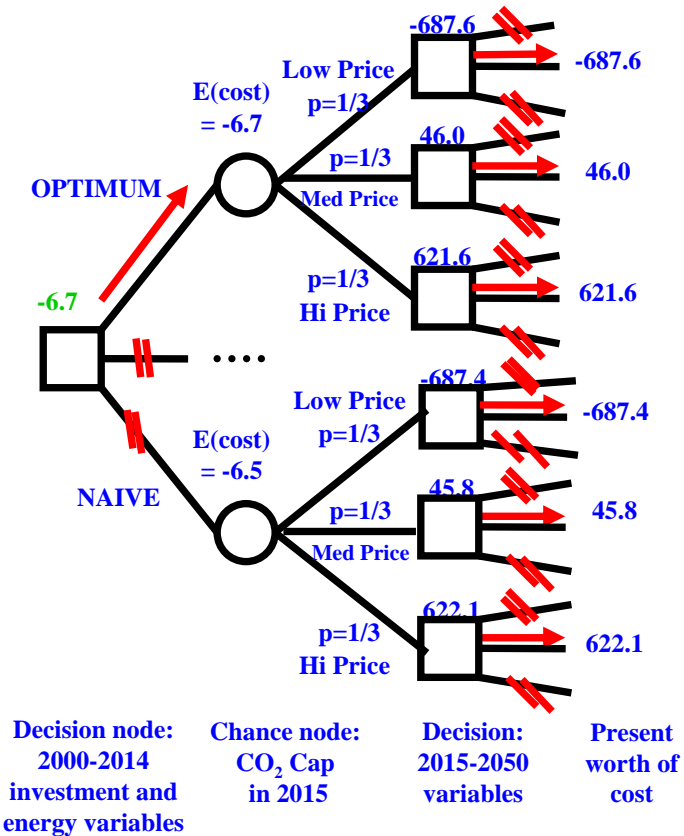 -687.6
Low Price
-687.6
p=1/3
E(cost)
= -6.7
46.0
p=1/3
46.0
OPTIMUM
Med Price
621.6
p=1/3
621.6
Hi Price
-6.7
....
-687.4
Low Price
-687.4
p=1/3
E(cost)
= -6.5
45.8
NAIVE
p=1/3
45.8
Med Price
622.1
p=1/3
622.1
Hi Price
Decision node:
2000-2014
investment and
energy variables
Chance node:
CO2 Cap
in 2015
Decision:
2015-2050
variables
Present
worth of
cost